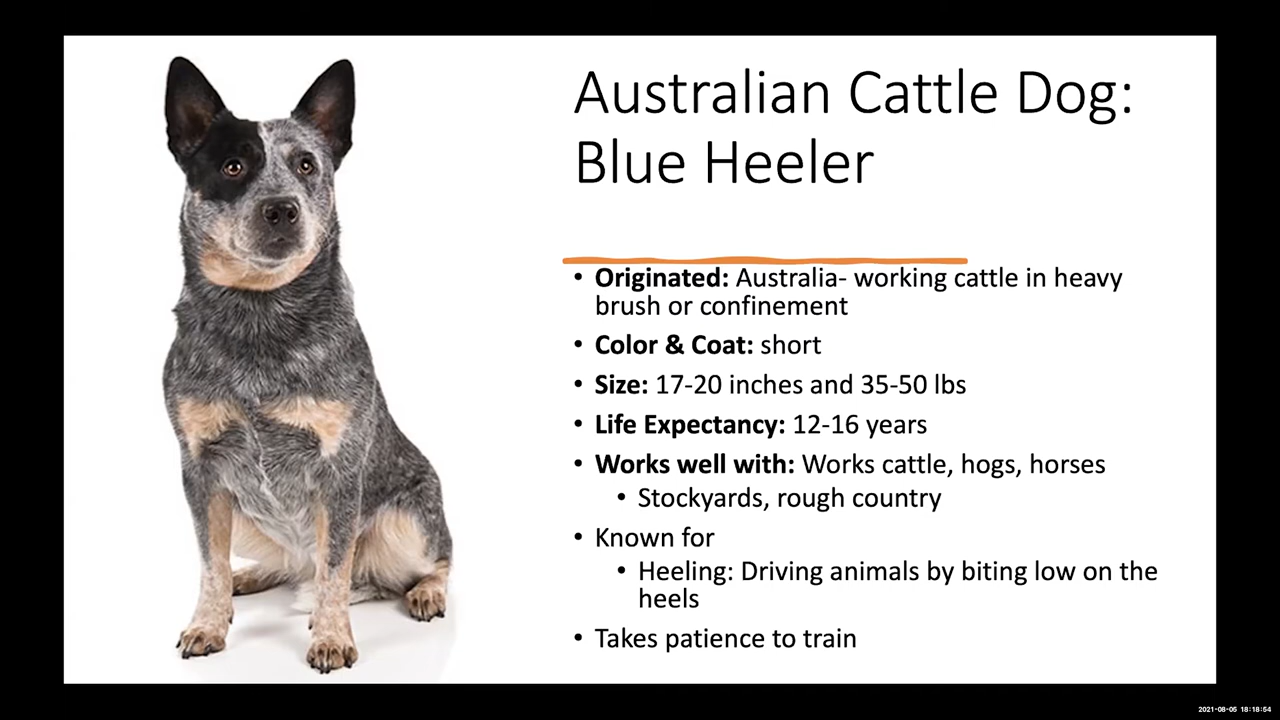 Australian Cattle Dog:
Blue Heeler
• Originated: Australia- working cattle in heavy
brush or confinement
• Color & Coat: short
• Size: 17-20 inches and 35-50 lbs
• Life Expectancy: 12-16 years
• Works well with: Works cattle, hogs, horses
• Stockyards, rough country
• Known for
• Heeling: Driving animals by biting low on the
heels
• Takes patience to train
2021-08-05 18:18:54